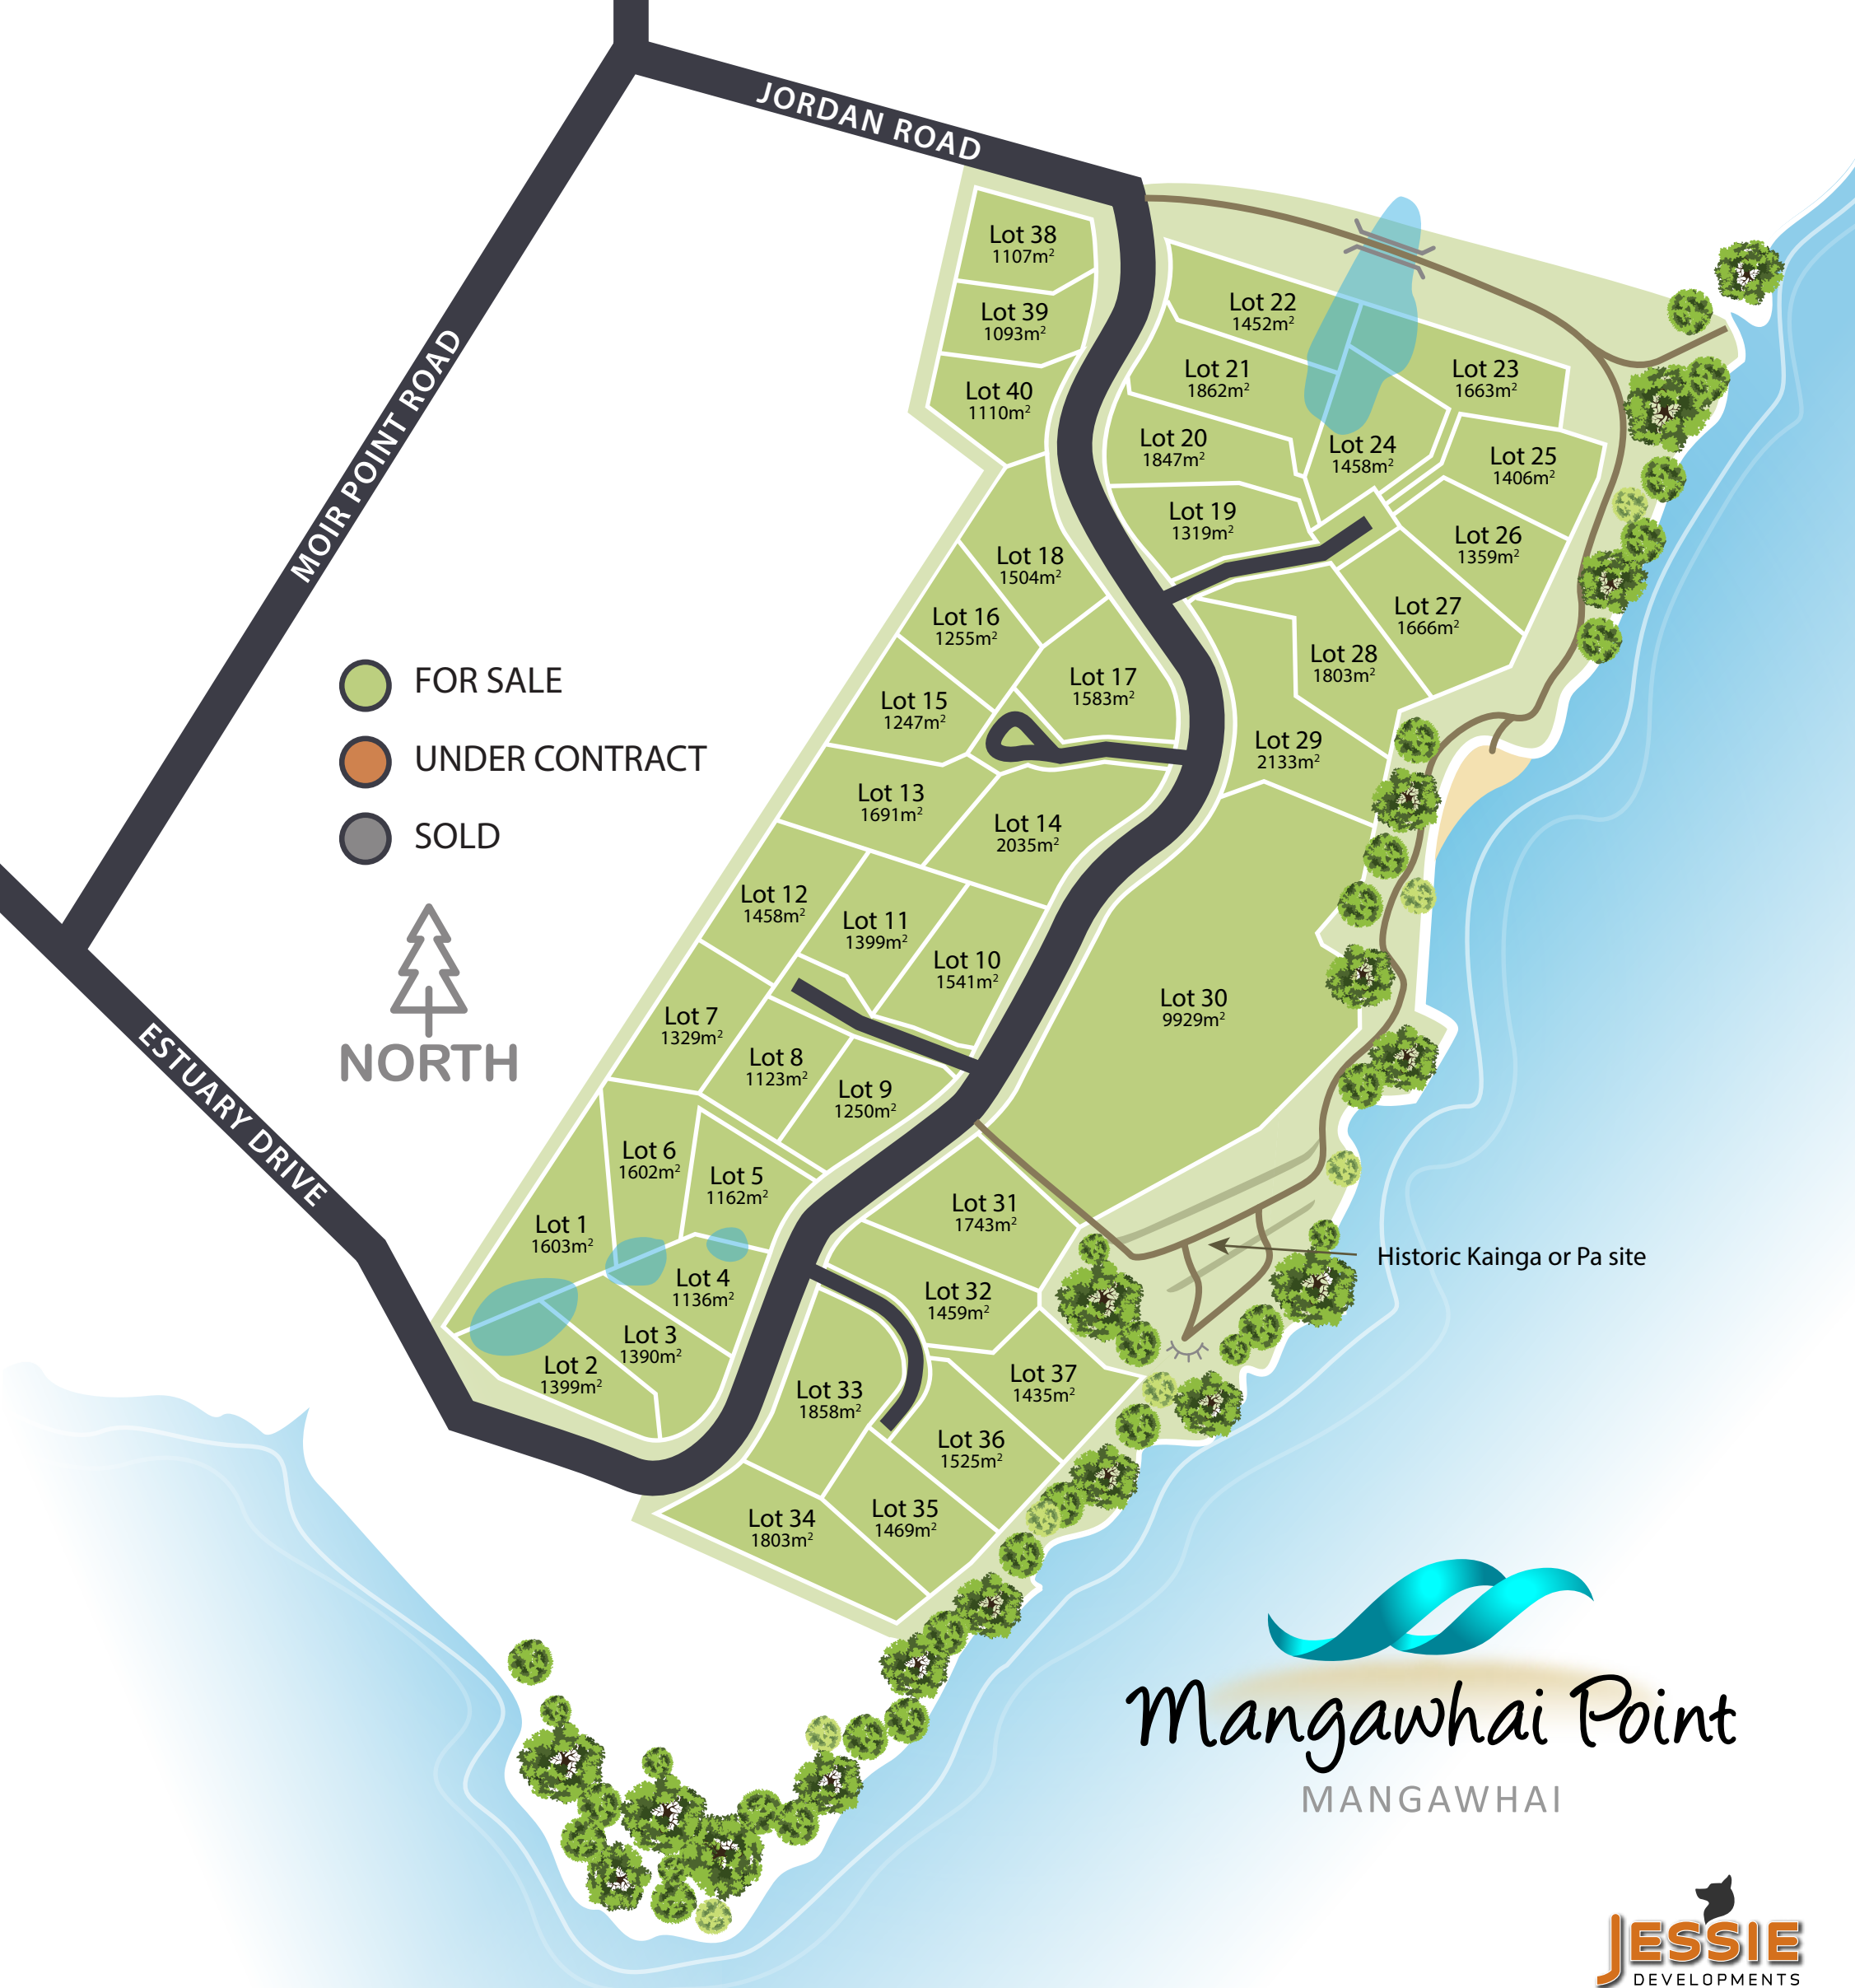 JORDAN ROAD
MOIR POINT ROAD
ESTUARY DRIVE
Lot 38
1107m²
Lot 39
1093m²
Lot 40
1110m²
Lot 22
1452m²
Lot 21
1862m²
Lot 23
1663m²
Lot 20
1847m²
Lot 24
1458m²
Lot 25
1406m²
Lot 19
1319m²
Lot 26
1359m²
Lot 18
1504m²
Lot 16
1255m²
Lot 27
1666m²
Lot 28
1803m²
Lot 17
1583m²
Lot 15
1247m²
Lot 29
2133m²
Lot 13
1691m²
Lot 14
2035m²
Lot 12
1458m²
Lot 11
1399m²
Lot 10
1541m²
Lot 30
9929m²
Lot 7
1329m²
Lot 8
1123m²
Lot 9
1250m²
Lot 6
1602m²
Lot 5
1162m²
Lot 31
1743m²
Lot 1
1603m²
Lot 4
1136m²
Lot 32
1459m²
Lot 3
1390m²
Lot 2
1399m²
Lot 33
1858m²
Lot 37
1435m²
Lot 36
1525m²
Lot 35
1469m²
Lot 34
1803m²
FOR SALE
UNDER CONTRACT
SOLD
NORTH
Historic Kainga or Pa site
Mangawhai Point
MANGAWHAI
JESSIE
DEVELOPMENTS